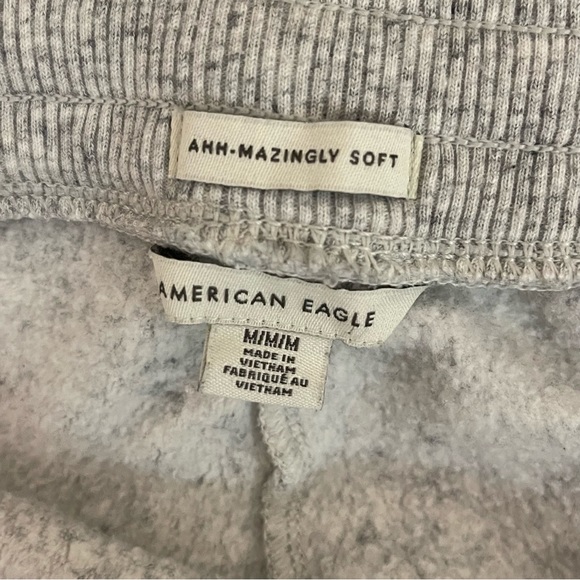 AHH-MAZINGLY SOFT
AMERICAN EAGLE
M/M/M
MADE IN
VIETNAM
FABRIQUÉ AU
VIETNAM